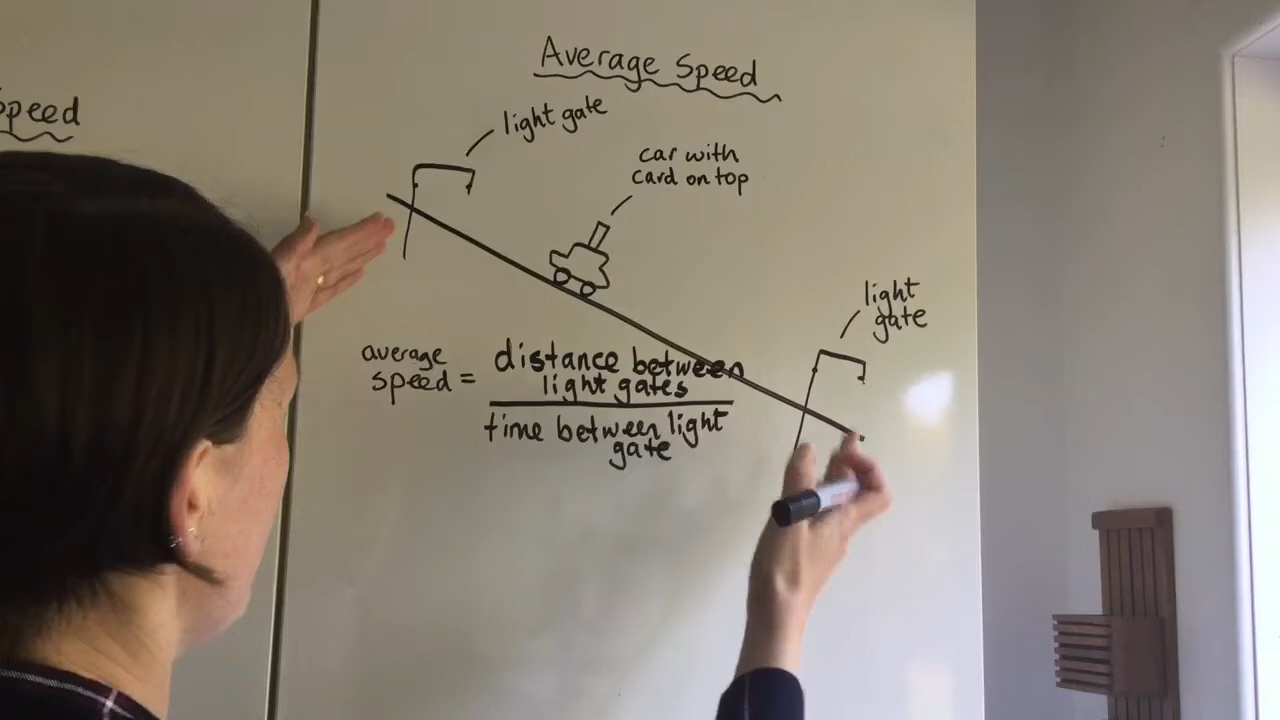 Speed
Average Speed
light gate
car with
card on top
light
gate
average
speed =
distance between
light gates
time between light
gate